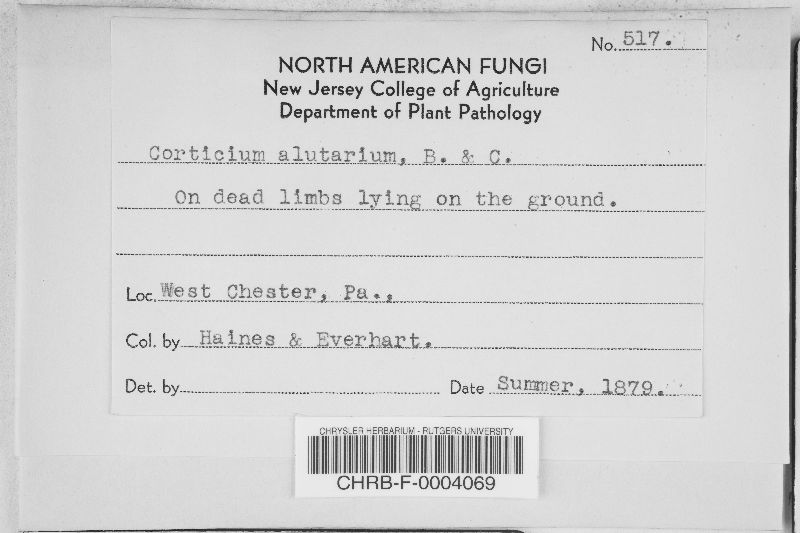 No. 517.
NORTH AMERICAN FUNGI
New Jersey College of Agriculture
Department of Plant Pathology
Corticium alutarium, B. & C.
On dead limbs lying on the ground.
Loc. West Chester, Pa.,
Col. by Haines & Everhart.
Det. by
Date Summer, 1879.
CHRYSLER HERBARIUM - RUTGERS UNIVERSITY
CHRB-F-0004069